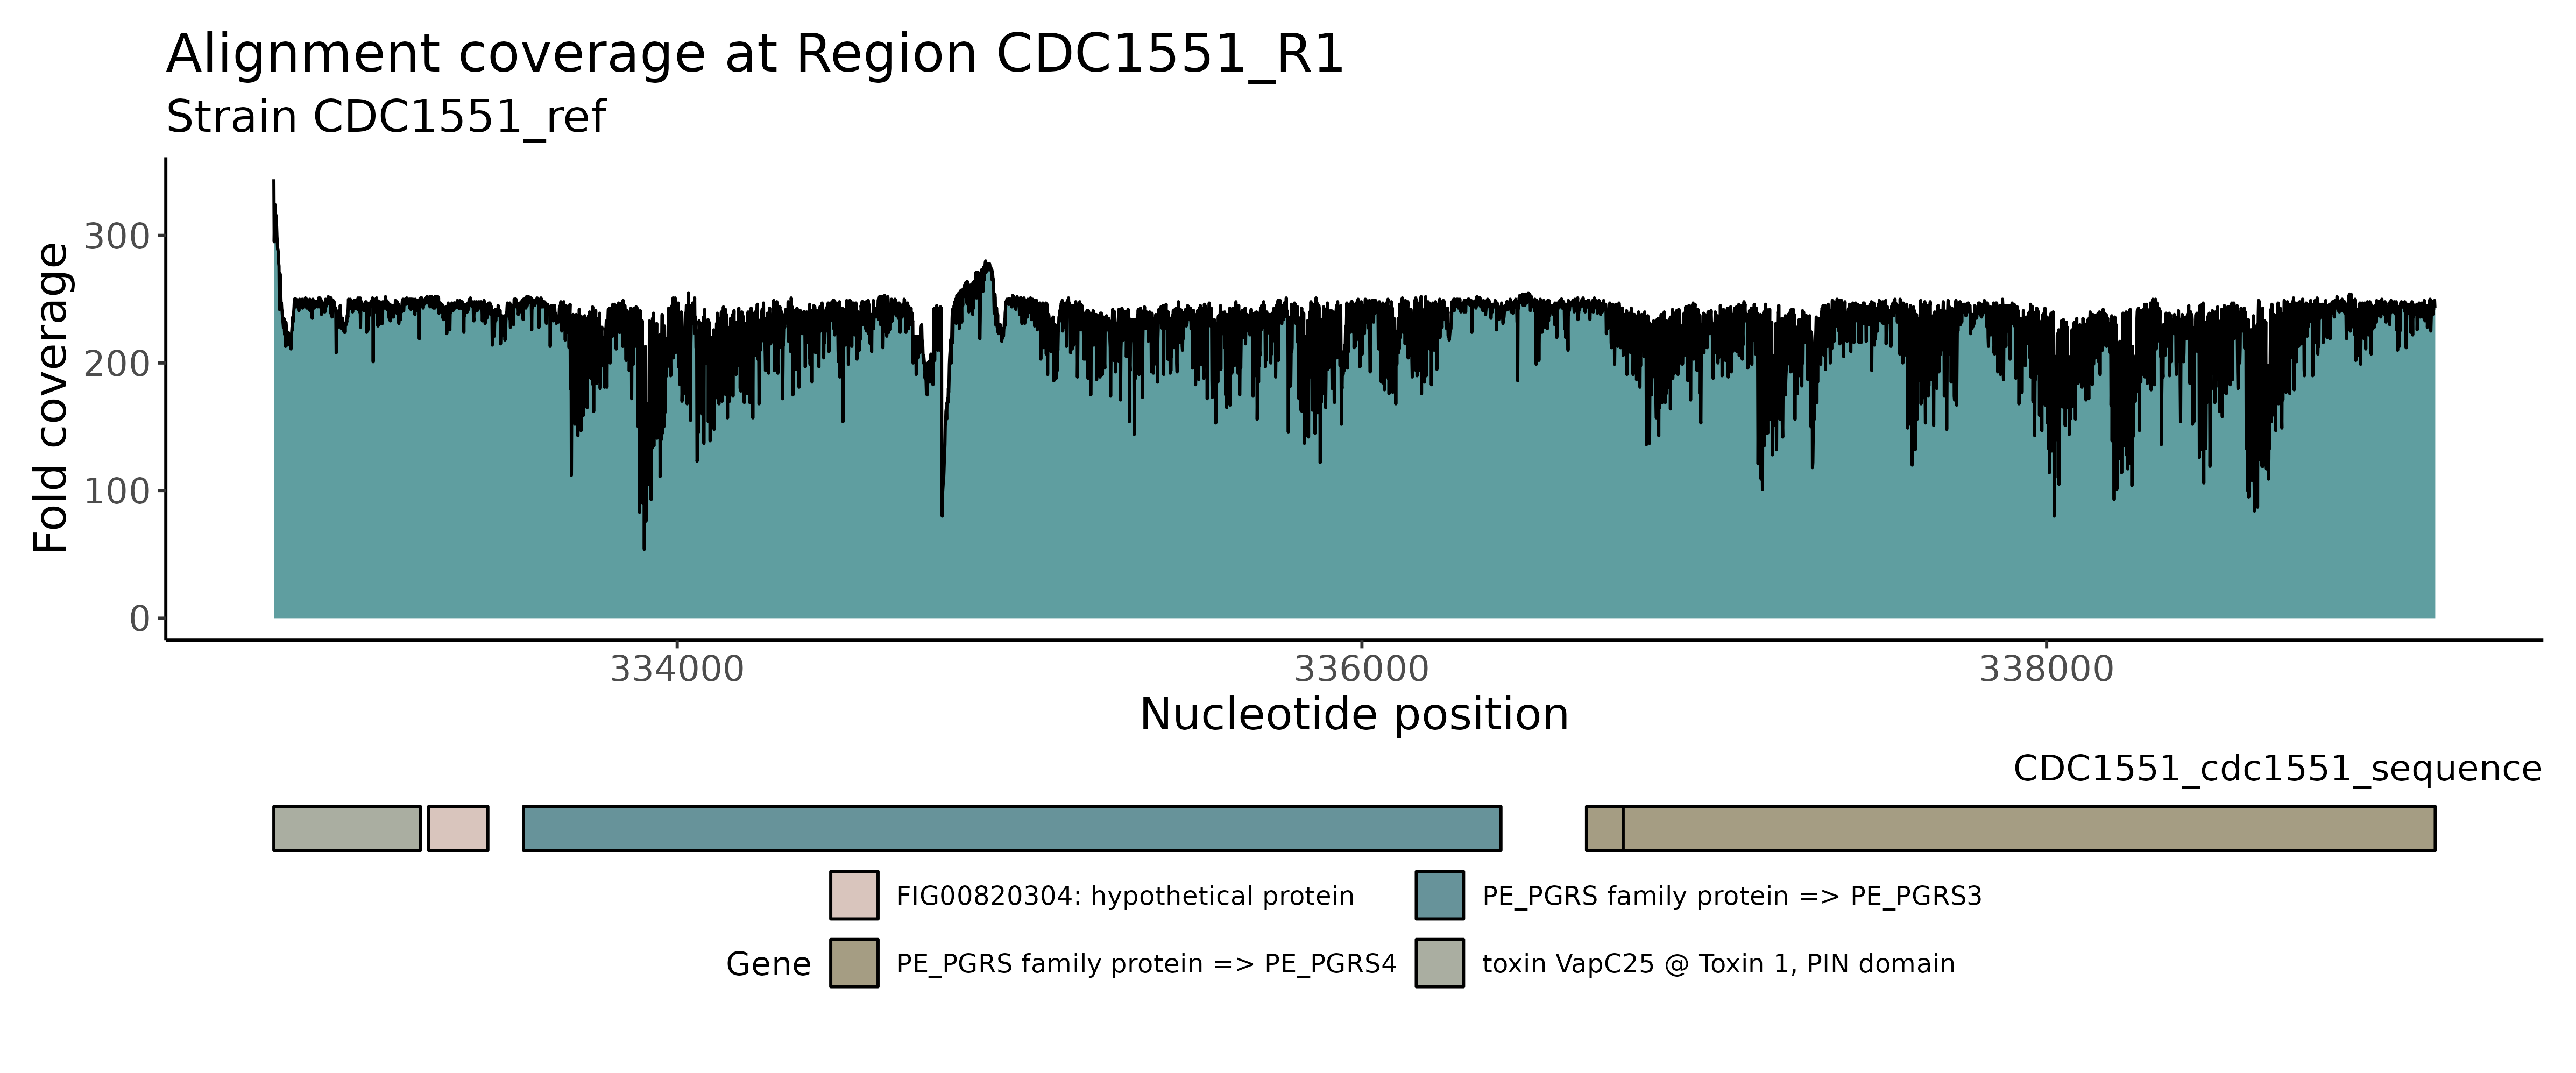 Alignment coverage at Region CDC1551_R1
Strain CDC1551_ref
Fold coverage
300
200
100
0
334000 336000 338000
Nucleotide position
CDC1551_cdc1551_sequence
Gene
FIG00820304: hypothetical protein
PE_PGRS family protein => PE_PGRS4
PE_PGRS family protein => PE_PGRS3
toxin VapC25 @ Toxin 1, PIN domain